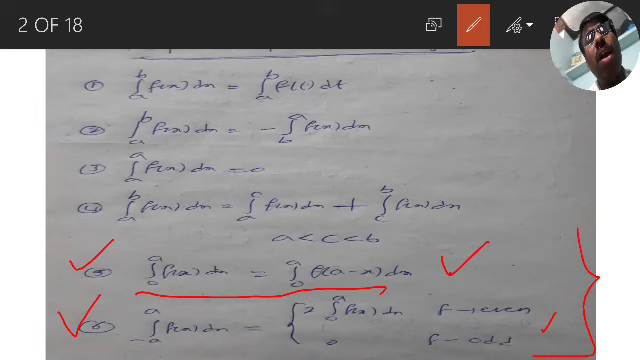 2 OF 18
① ∫_a^b f(x) dx = ∫_a^b f(t) dt
② ∫_a^b f(x) dx = - ∫_b^a f(x) dx
③ ∫_a^a f(x) dx = 0
④ ∫_a^b f(x) dx = ∫_a^c f(x) dx + ∫_c^b f(x) dx
a < c < b
⑤ ∫_0^a f(x) dx = ∫_0^a f(a-x) dx
⑥ ∫_{-a}^a f(x) dx = { 2 ∫_0^a f(x) dx f → even
0 f - odd